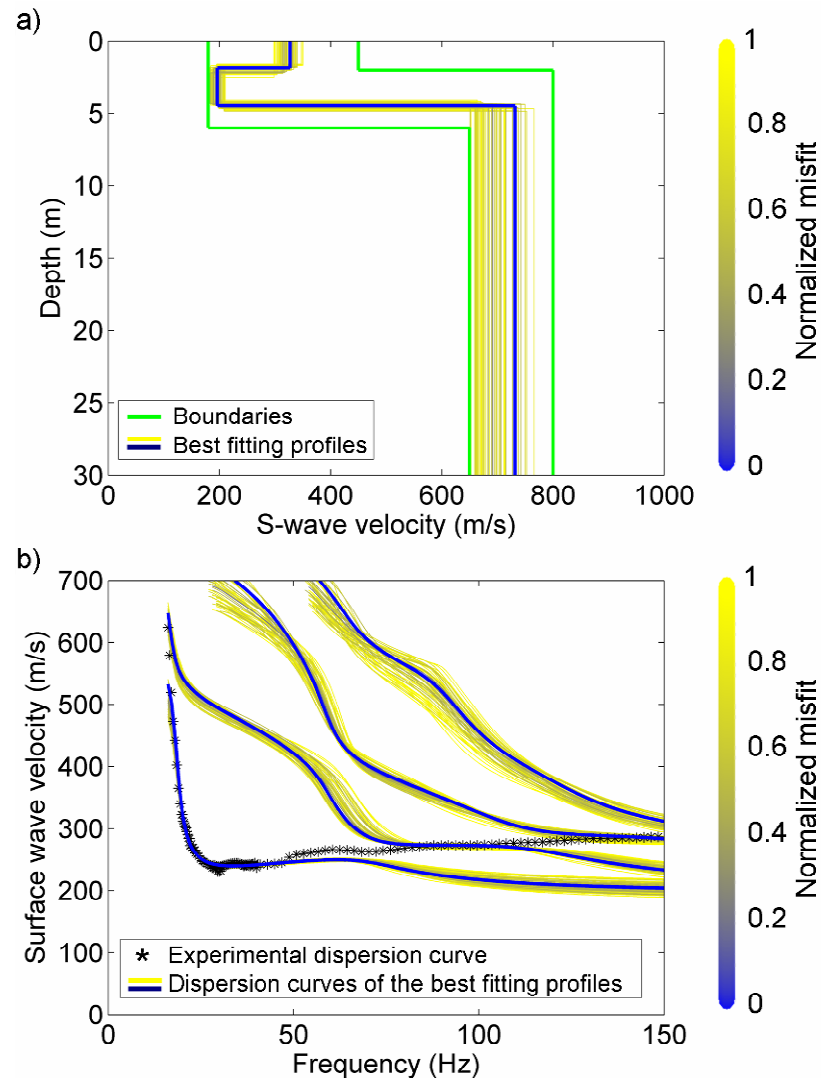 a)
0
5
10
15
20
25
30
Depth (m)
Boundaries
Best fitting profiles
0 200 400 600 800 1000
S-wave velocity (m/s)
1
0.8
0.6
0.4
0.2
0
Normalized misfit
b)
700
600
500
400
300
200
100
0
Surface wave velocity (m/s)
Experimental dispersion curve
Dispersion curves of the best fitting profiles
0 50 100 150
Frequency (Hz)
1
0.8
0.6
0.4
0.2
0
Normalized misfit